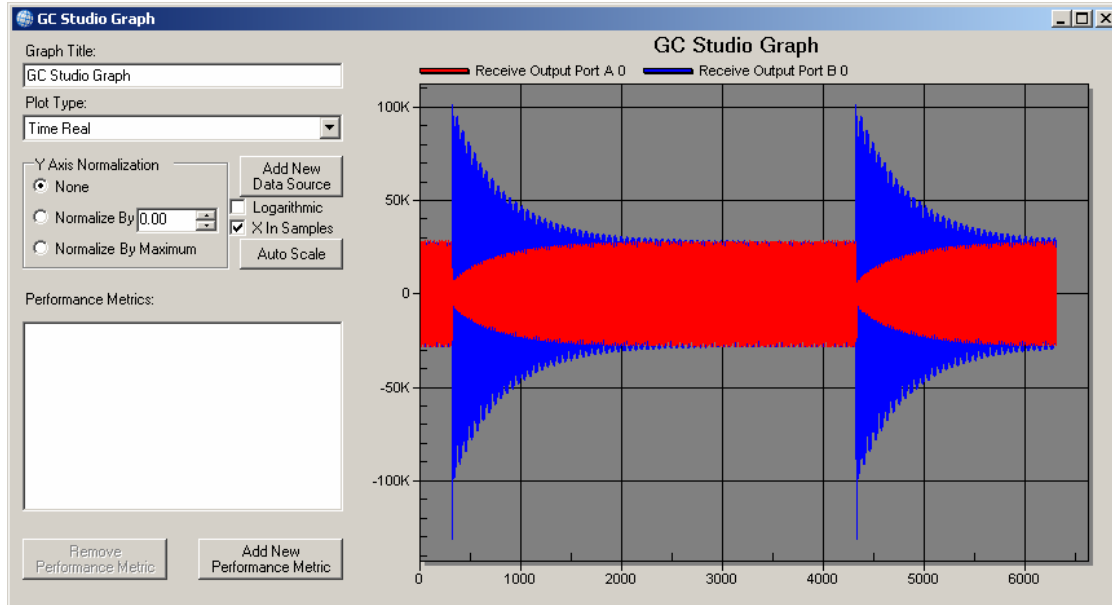 GC Studio Graph
Graph Title:
GC Studio Graph
Plot Type:
Time Real
Y Axis Normalization
None
Normalize By 0.00
Normalize By Maximum
Add New
Data Source
Logarithmic
X In Samples
Auto Scale
Performance Metrics:
Remove
Performance Metric
Add New
Performance Metric
GC Studio Graph
Receive Output Port A 0 Receive Output Port B 0
100K
50K
0
-50K
-100K
0 1000 2000 3000 4000 5000 6000